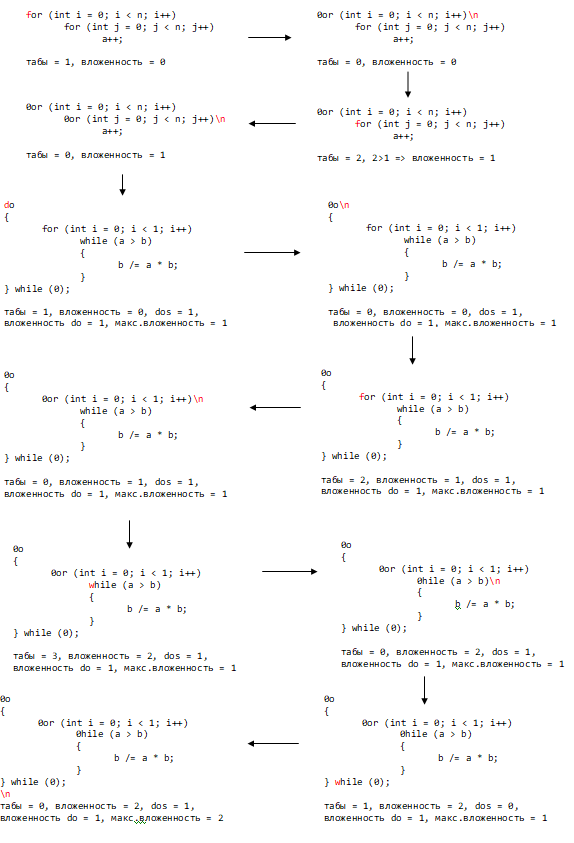 for (int i = 0; i < n; i++)
for (int j = 0; j < n; j++)
a++;
табы = 1, вложенность = 0
0or (int i = 0; i < n; i++)\n
for (int j = 0; j < n; j++)
a++;
табы = 0, вложенность = 0
0or (int i = 0; i < n; i++)
for (int j = 0; j < n; j++)
a++;
табы = 2, 2>1 => вложенность = 1
0or (int i = 0; i < n; i++)
0or (int j = 0; j < n; j++)\n
a++;
табы = 0, вложенность = 1
do
{
for (int i = 0; i < 1; i++)
while (a > b)
{
b /= a * b;
}
} while (0);
табы = 1, вложенность = 0, dos = 1,
вложенность do = 1, макс.вложенность = 1
0o\n
{
for (int i = 0; i < 1; i++)
while (a > b)
{
b /= a * b;
}
} while (0);
табы = 0, вложенность = 0, dos = 1,
вложенность do = 1, макс.вложенность = 1
0o
{
for (int i = 0; i < 1; i++)
while (a > b)
{
b /= a * b;
}
} while (0);
табы = 2, вложенность = 1, dos = 1,
вложенность do = 1, макс.вложенность = 1
0o
{
0or (int i = 0; i < 1; i++)\n
while (a > b)
{
b /= a * b;
}
} while (0);
табы = 0, вложенность = 1, dos = 1,
вложенность do = 1, макс.вложенность = 1
0o
{
0or (int i = 0; i < 1; i++)
while (a > b)
{
b /= a * b;
}
} while (0);
табы = 3, вложенность = 2, dos = 1,
вложенность do = 1, макс.вложенность = 1
0o
{
0or (int i = 0; i < 1; i++)
0hile (a > b)\n
{
b /= a * b;
}
} while (0);
табы = 0, вложенность = 2, dos = 1,
вложенность do = 1, макс.вложенность = 1
0o
{
0or (int i = 0; i < 1; i++)
0hile (a > b)
{
b /= a * b;
}
} while (0);
табы = 1, вложенность = 2, dos = 0,
вложенность do = 1, макс.вложенность = 1
0o
{
0or (int i = 0; i < 1; i++)
0hile (a > b)
{
b /= a * b;
}
} while (0);
\n
табы = 0, вложенность = 2, dos = 1,
вложенность do = 1, макс.вложенность = 2